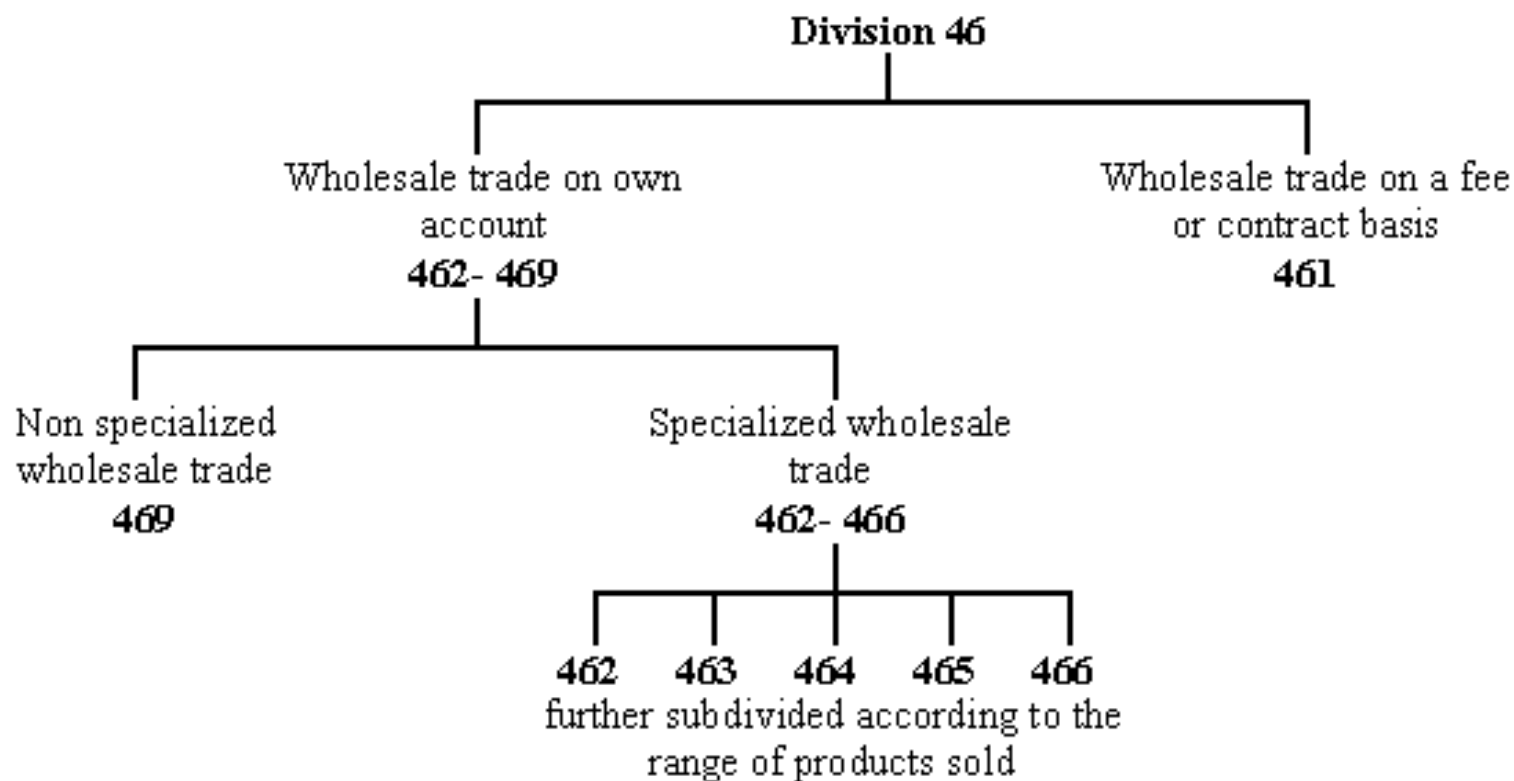 Division 46
Wholesale trade on own
account
462- 469
Wholesale trade on a fee
or contract basis
461
Non specialized
wholesale trade
469
Specialized wholesale
trade
462- 466
462 463 464 465 466
further subdivided according to the
range of products sold